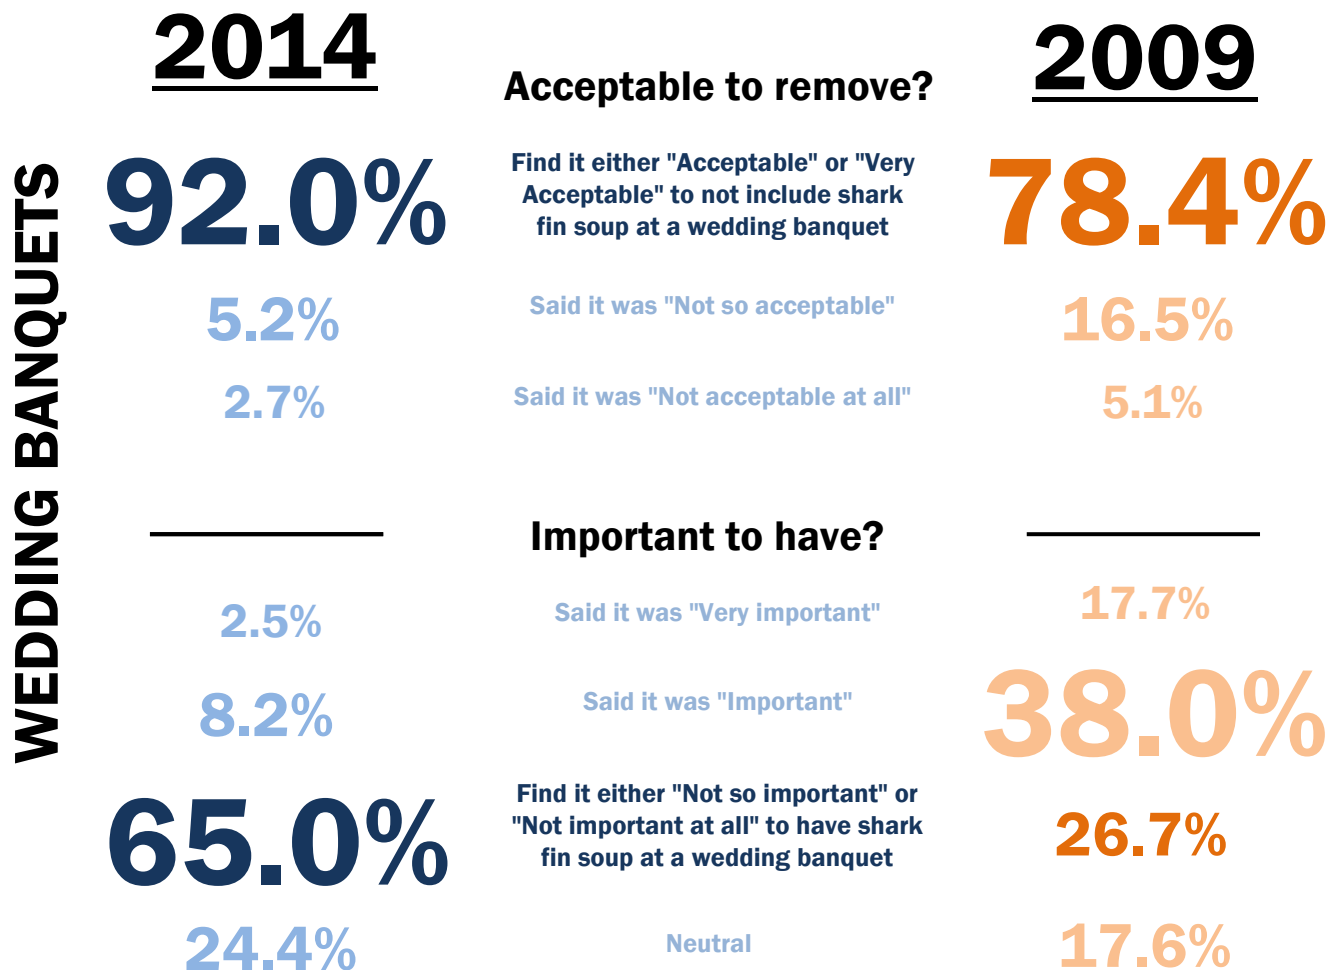 2014
Acceptable to remove?
2009
WEDDING BANQUETS
92.0%
Find it either "Acceptable" or "Very
Acceptable" to not include shark
fin soup at a wedding banquet
78.4%
5.2%
Said it was "Not so acceptable"
16.5%
2.7%
Said it was "Not acceptable at all"
5.1%
Important to have?
2.5%
Said it was "Very important"
17.7%
8.2%
Said it was "Important"
38.0%
65.0%
Find it either "Not so important" or
"Not important at all" to have shark
fin soup at a wedding banquet
26.7%
24.4%
Neutral
17.6%